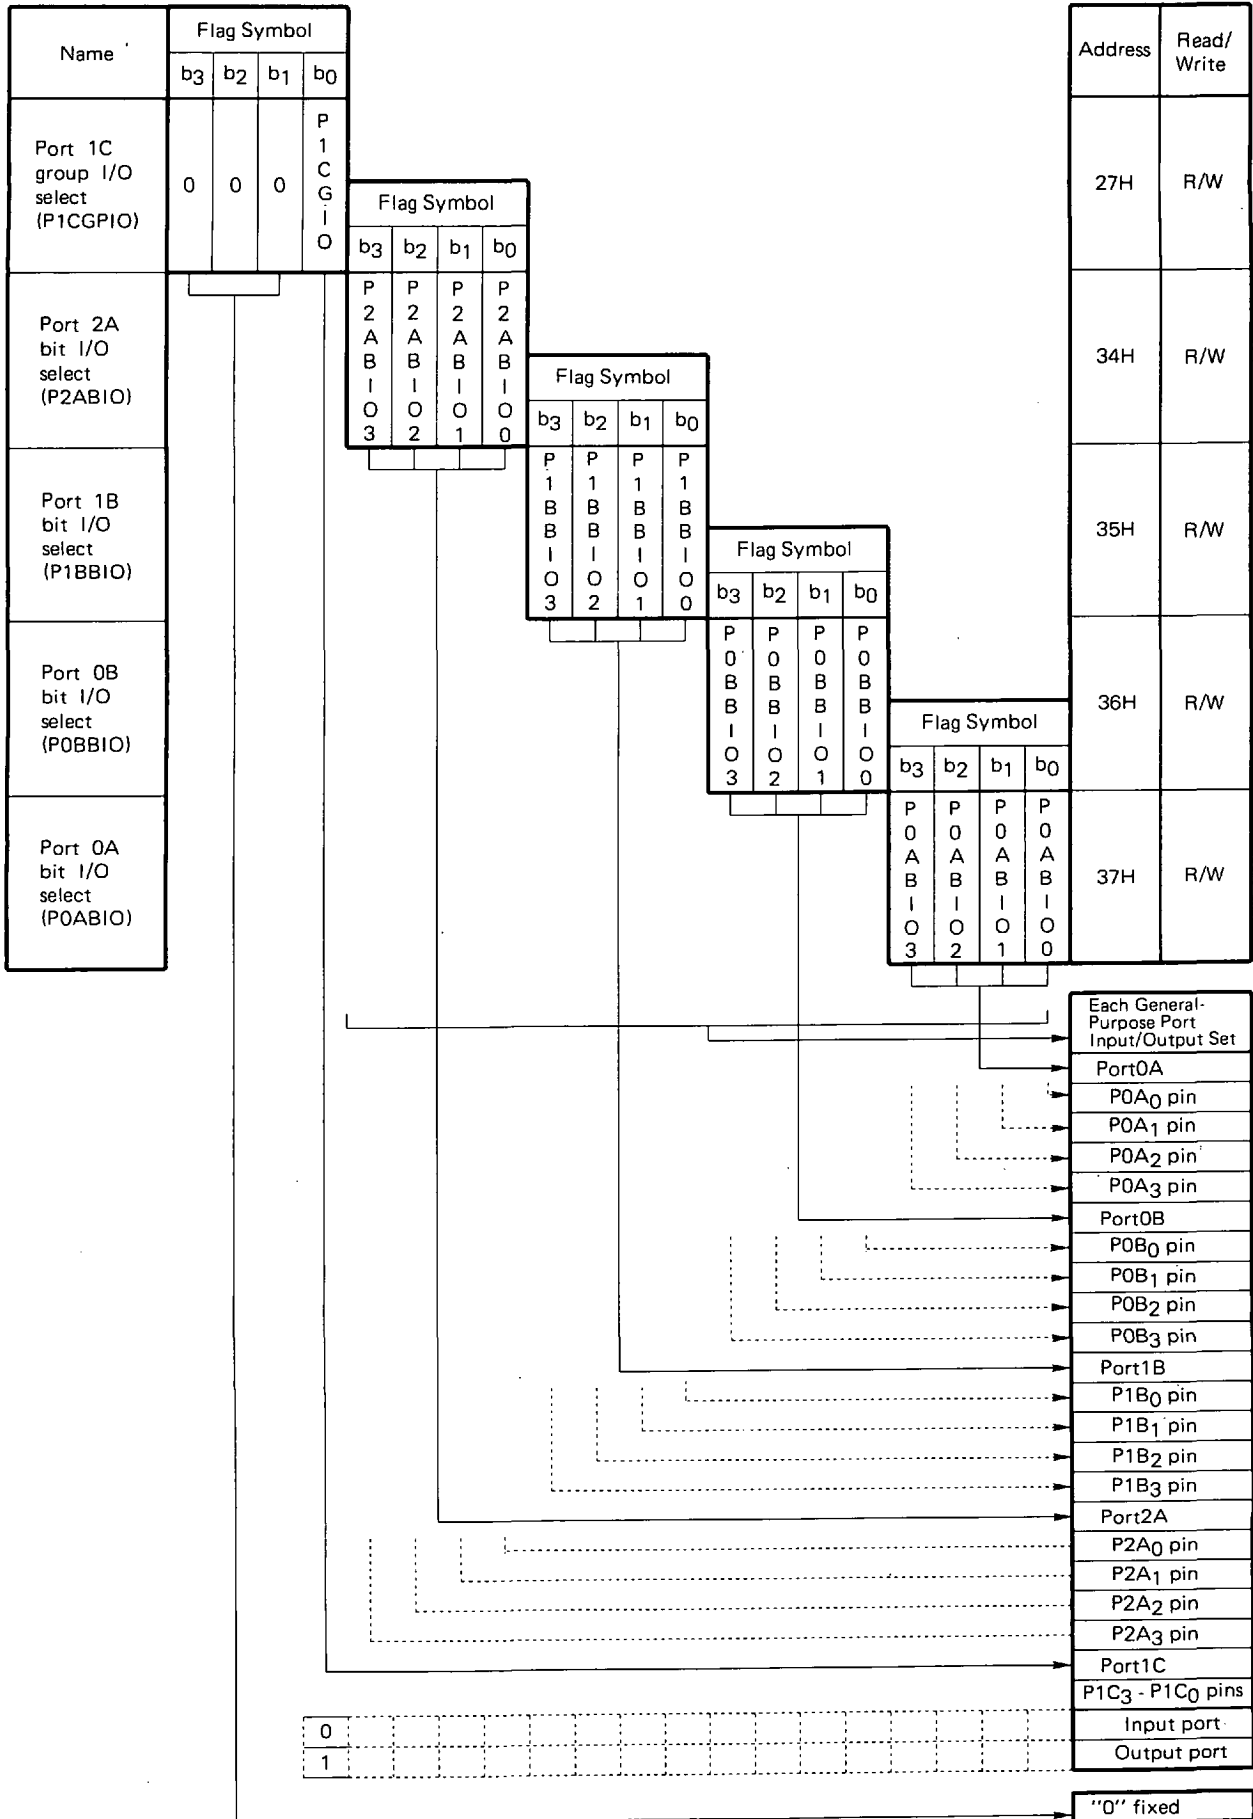 Name
Flag Symbol
b3 b2 b1 b0
Address
Read/
Write
Port 1C
group I/O
select
(P1CGPIO)
0 0 0 P1CGIO
27H R/W
Flag Symbol
b3 b2 b1 b0
Port 2A
bit I/O
select
(P2ABIO)
P2ABIO3 P2ABIO2 P2ABIO1 P2ABIO0
34H R/W
Flag Symbol
b3 b2 b1 b0
Port 1B
bit I/O
select
(P1BBIO)
P1BBIO3 P1BBIO2 P1BBIO1 P1BBIO0
35H R/W
Flag Symbol
b3 b2 b1 b0
Port 0B
bit I/O
select
(P0BBIO)
P0BBIO3 P0BBIO2 P0BBIO1 P0BBIO0
36H R/W
Flag Symbol
b3 b2 b1 b0
Port 0A
bit I/O
select
(P0ABIO)
P0ABIO3 P0ABIO2 P0ABIO1 P0ABIO0
37H R/W
Each General-
Purpose Port
Input/Output Set
Port0A
P0A0 pin
P0A1 pin
P0A2 pin
P0A3 pin
Port0B
P0B0 pin
P0B1 pin
P0B2 pin
P0B3 pin
Port1B
P1B0 pin
P1B1 pin
P1B2 pin
P1B3 pin
Port2A
P2A0 pin
P2A1 pin
P2A2 pin
P2A3 pin
Port1C
P1C3 - P1C0 pins
0 Input port
1 Output port
"0" fixed